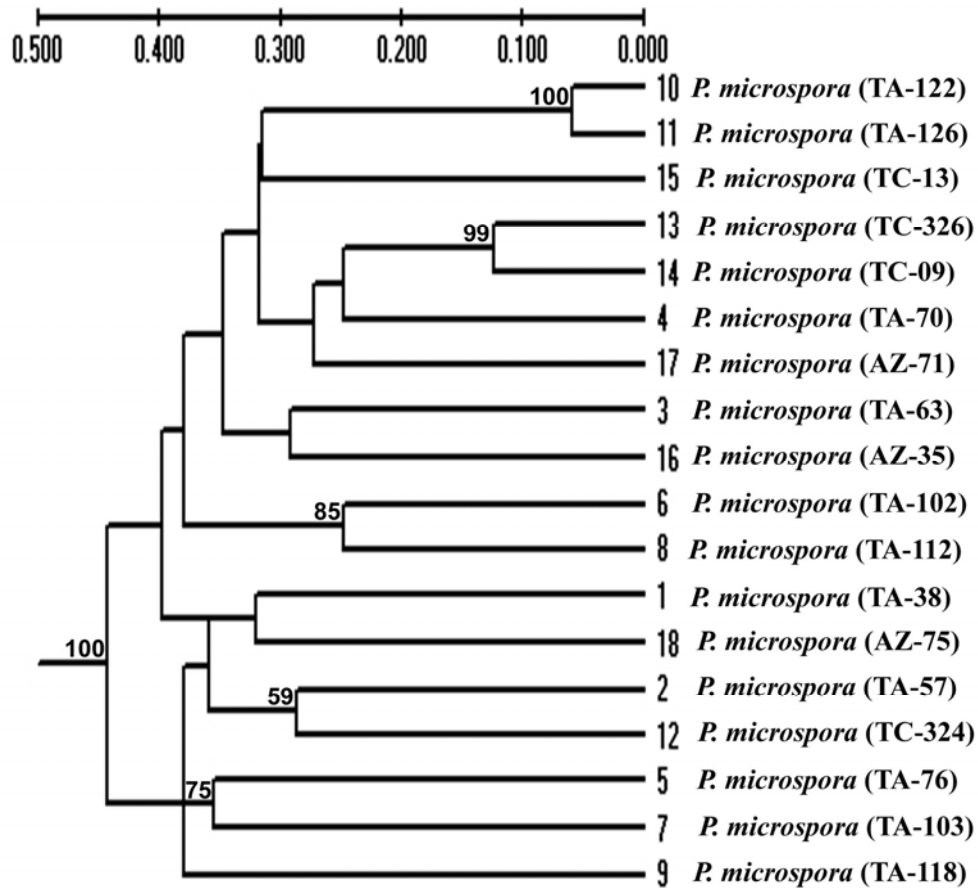 0.500 0.400 0.300 0.200 0.100 0.000
100
10 P. microspora (TA-122)
11 P. microspora (TA-126)
15 P. microspora (TC-13)
13 P. microspora (TC-326)
99
14 P. microspora (TC-09)
4 P. microspora (TA-70)
17 P. microspora (AZ-71)
3 P. microspora (TA-63)
16 P. microspora (AZ-35)
6 P. microspora (TA-102)
85
8 P. microspora (TA-112)
1 P. microspora (TA-38)
18 P. microspora (AZ-75)
100
2 P. microspora (TA-57)
59
12 P. microspora (TC-324)
5 P. microspora (TA-76)
75
7 P. microspora (TA-103)
9 P. microspora (TA-118)